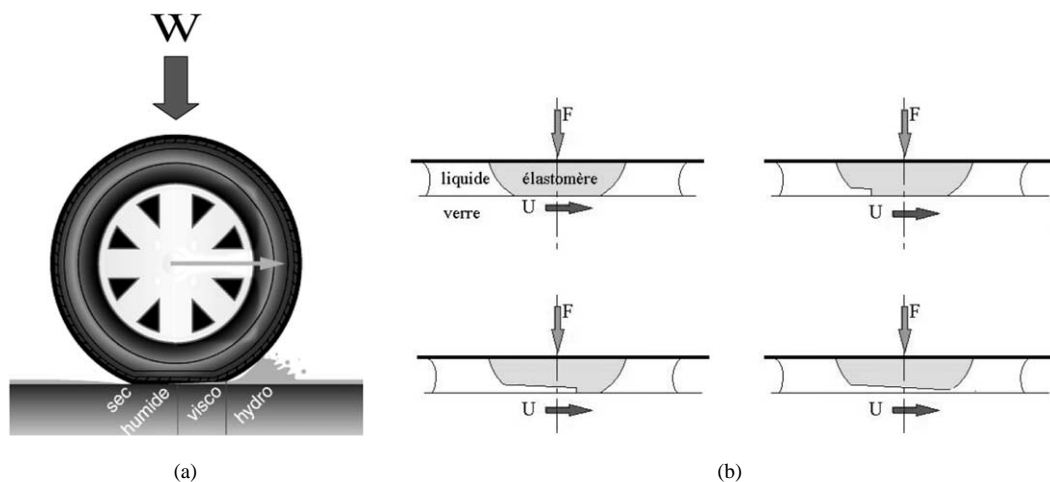 W
sec
humide
visco
hydro
(a)
F
liquide
élastomère
U
verre
F
U
F
U
F
U
(b)